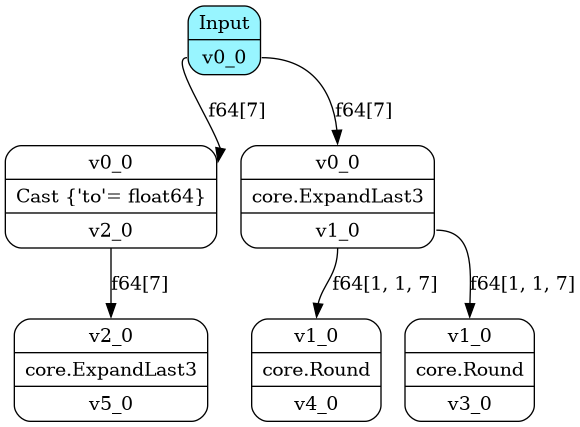 Input
v0_0
f64[7]
f64[7]
v0_0
Cast {'to'= float64}
v2_0
v0_0
core.ExpandLast3
v1_0
f64[7]
f64[1, 1, 7]
f64[1, 1, 7]
v2_0
core.ExpandLast3
v5_0
v1_0
core.Round
v4_0
v1_0
core.Round
v3_0